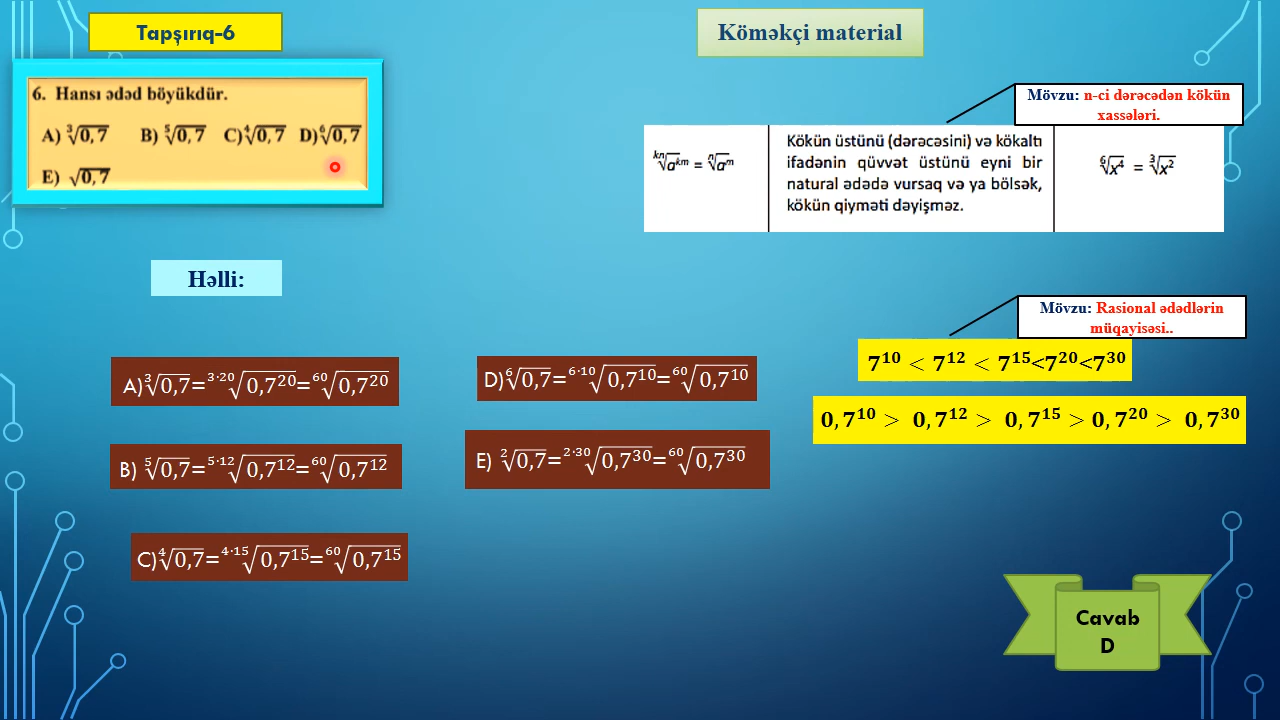 Tapşırıq-6
Köməkçi material
6. Hansı ədəd böyükdür.
A) ∛0,7 B) ⁵√0,7 C) ⁴√0,7 D) ⁶√0,7
E) √0,7
Mövzu: n-ci dərəcədən kökün
xassələri.
ᵏⁿ√aᵏᵐ = ⁿ√aᵐ
Kökün üstünü (dərəcəsini) və kökaltı
ifadənin qüvvət üstünü eyni bir
natural ədədə vursaq və ya bölsək,
kökün qiyməti dəyişməz.
⁶√x⁴ = ³√x²
Həlli:
Mövzu: Rasional ədədlərin
müqayisəsi..
7¹⁰ < 7¹² < 7¹⁵<7²⁰<7³⁰
0,7¹⁰ > 0,7¹² > 0,7¹⁵ > 0,7²⁰ > 0,7³⁰
A)³√0,7=³·²⁰√0,7²⁰=⁶⁰√0,7²⁰
D)⁶√0,7=⁶·¹⁰√0,7¹⁰=⁶⁰√0,7¹⁰
B) ⁵√0,7=⁵·¹²√0,7¹²=⁶⁰√0,7¹²
E) ²√0,7=²·³⁰√0,7³⁰=⁶⁰√0,7³⁰
C)⁴√0,7=⁴·¹⁵√0,7¹⁵=⁶⁰√0,7¹⁵
Cavab
D